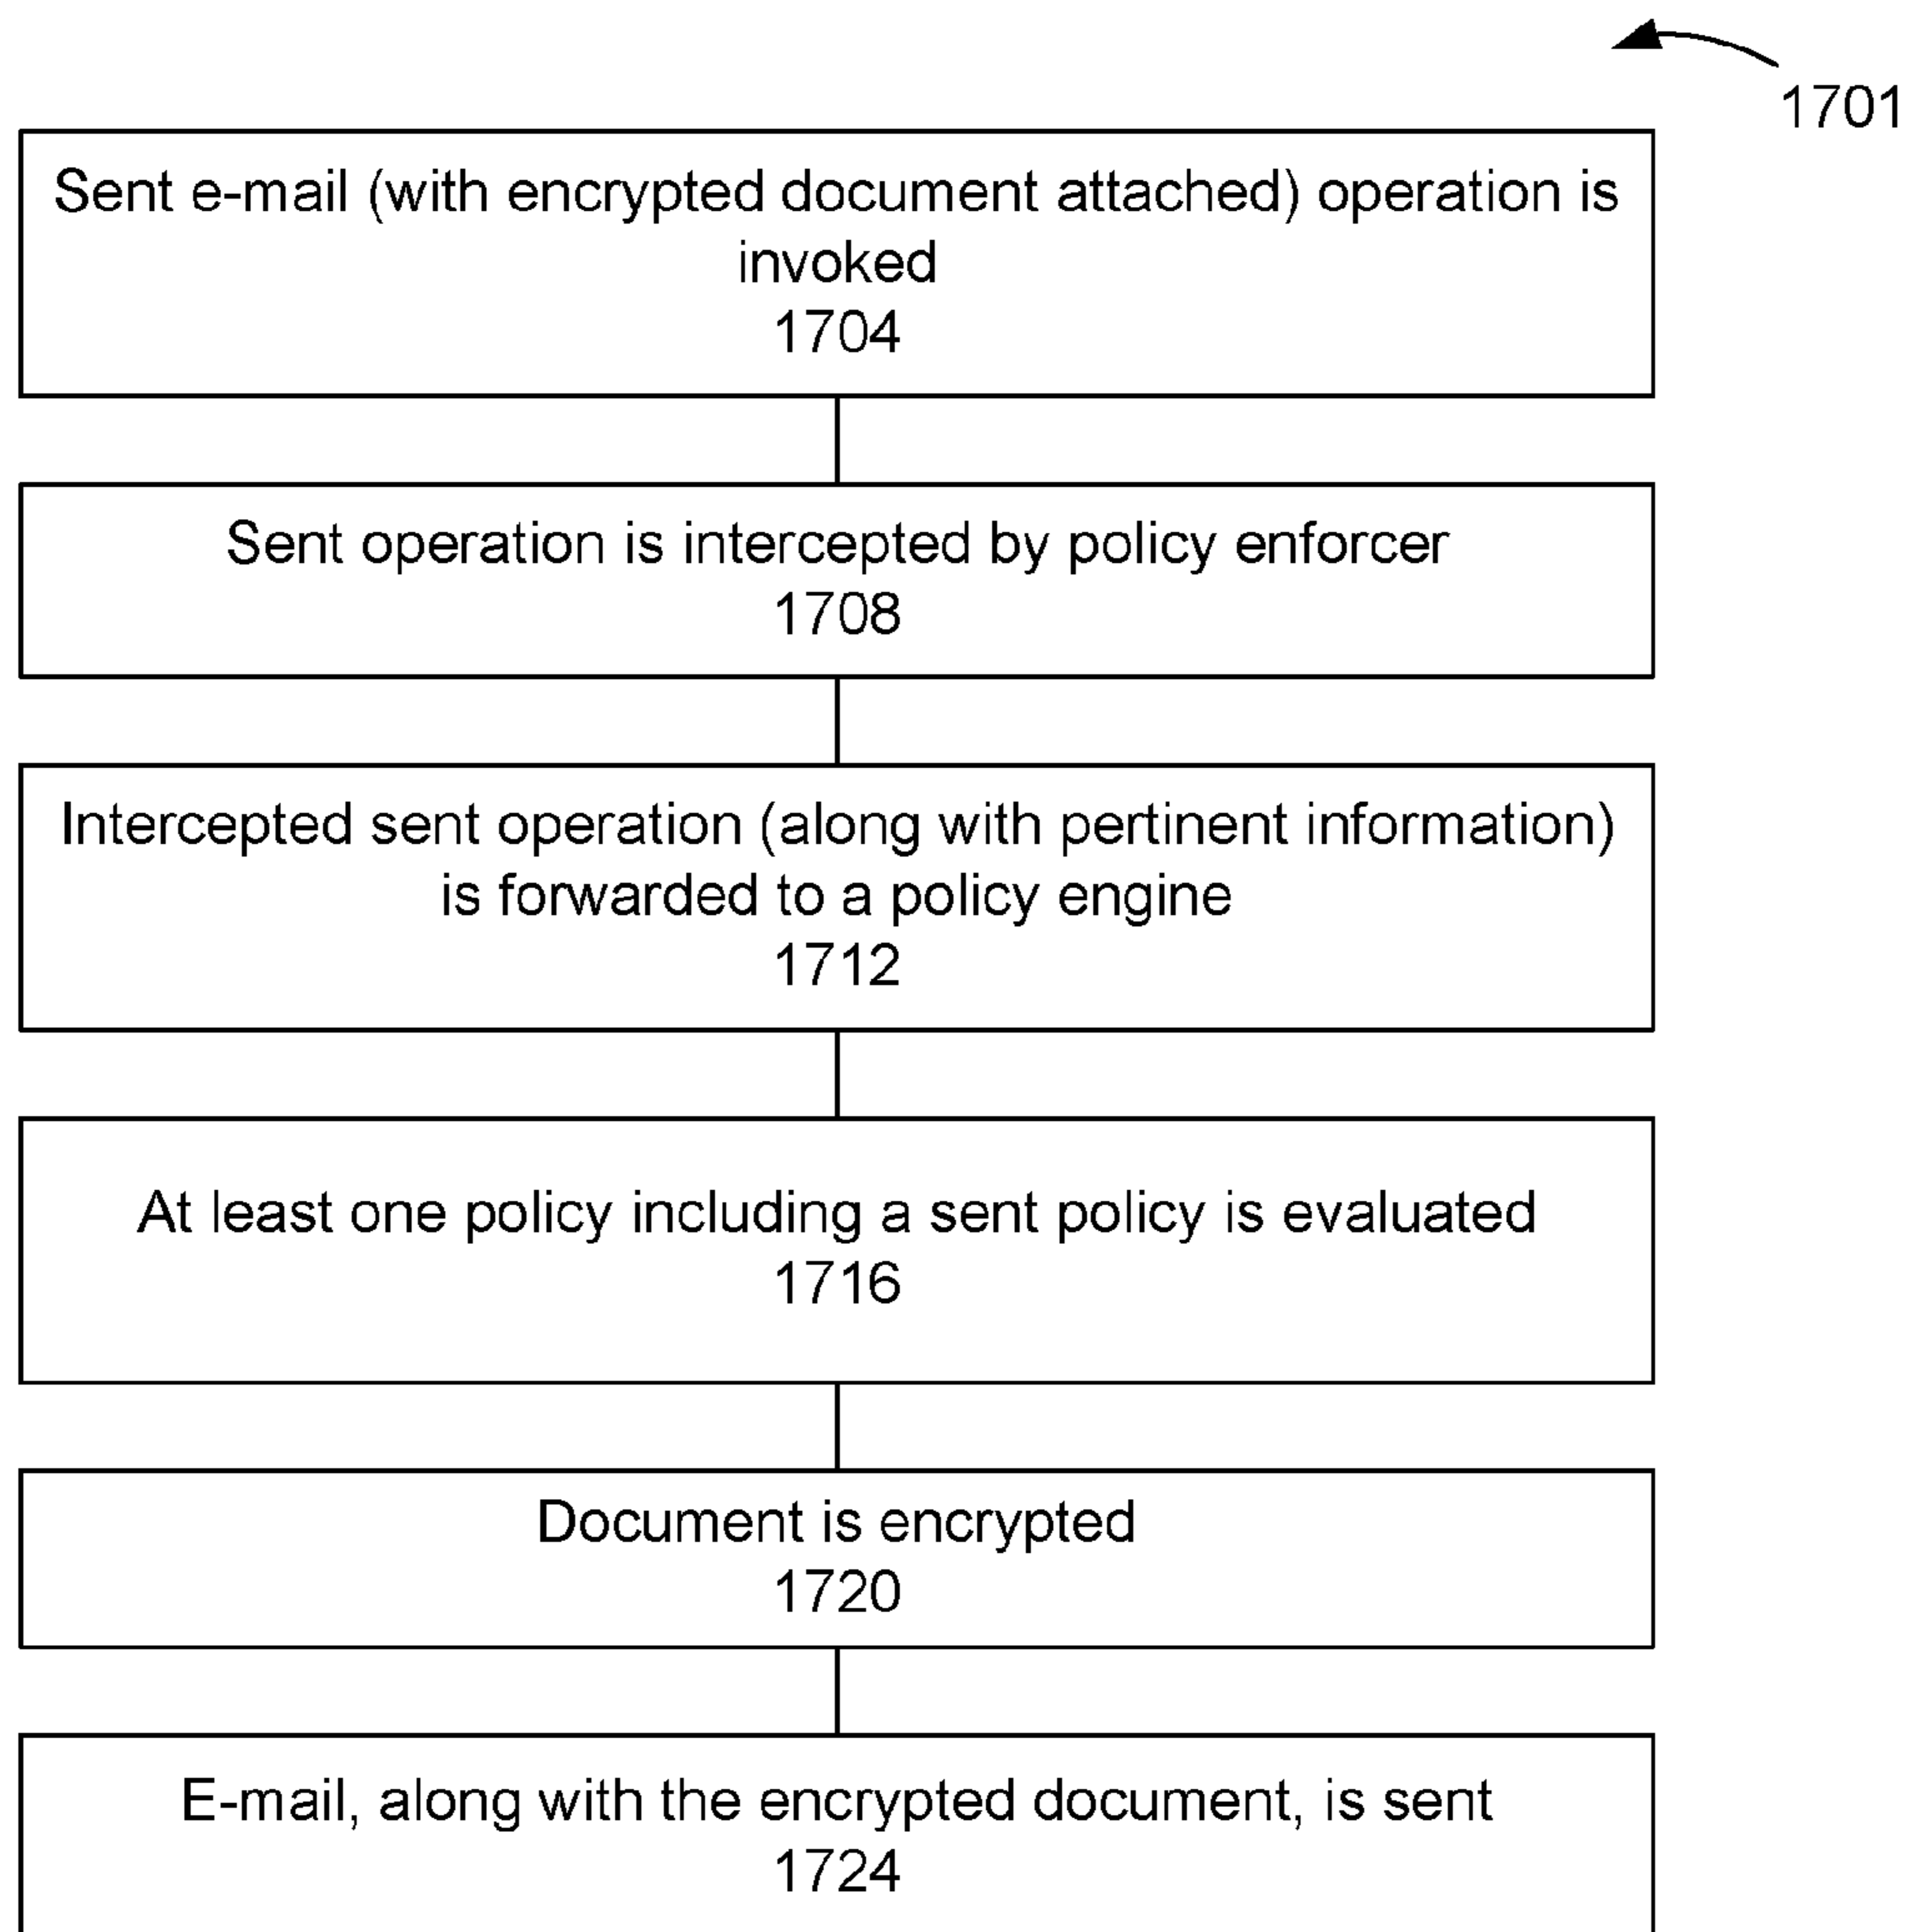 1701
Sent e-mail (with encrypted document attached) operation is
invoked
1704
Sent operation is intercepted by policy enforcer
1708
Intercepted sent operation (along with pertinent information)
is forwarded to a policy engine
1712
At least one policy including a sent policy is evaluated
1716
Document is encrypted
1720
E-mail, along with the encrypted document, is sent
1724